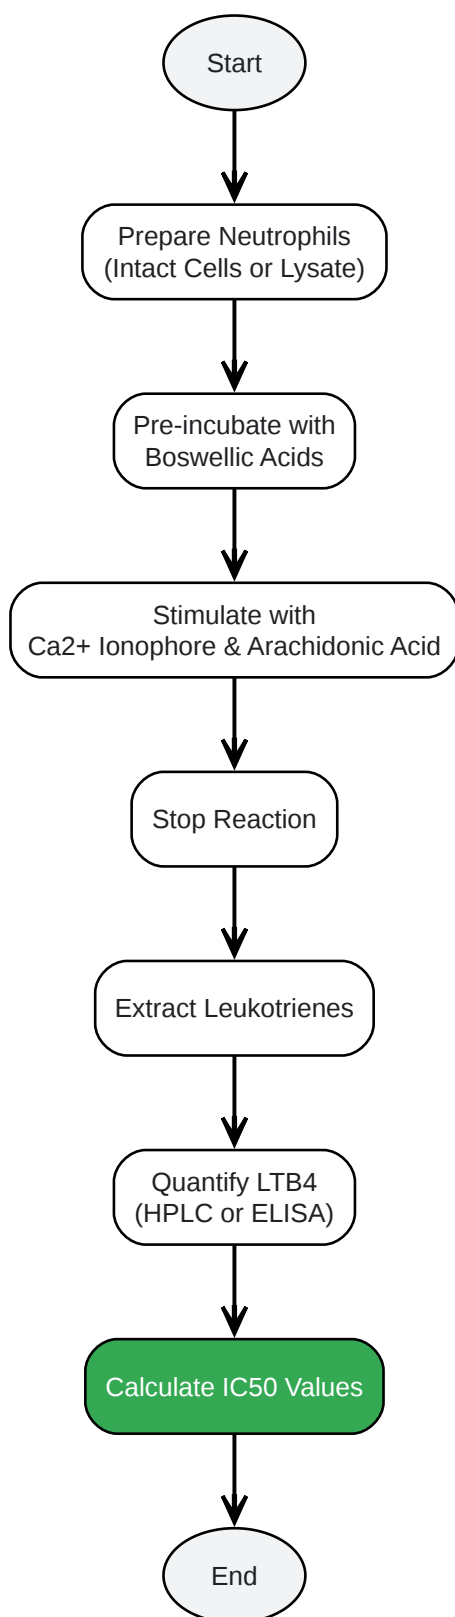 Start
Prepare Neutrophils
(Intact Cells or Lysate)
Pre-incubate with
Boswellic Acids
Stimulate with
Ca2+ Ionophore & Arachidonic Acid
Stop Reaction
Extract Leukotrienes
Quantify LTB4
(HPLC or ELISA)
Calculate IC50 Values
End